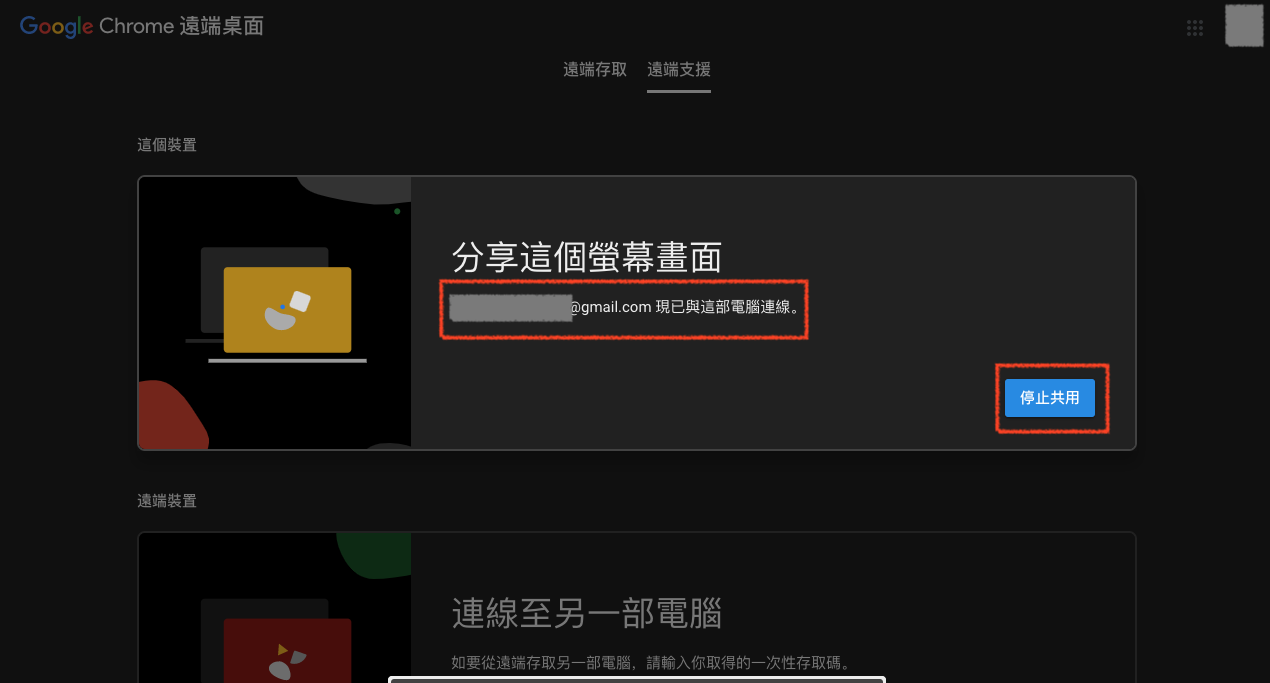 Google Chrome 遠端桌面
遠端存取 遠端支援
這個裝置
分享這個螢幕畫面
@gmail.com 現已與這部電腦連線。
停止共用
遠端裝置
連線至另一部電腦
如要從遠端存取另一部電腦，請輸入你取得的一次性存取碼。